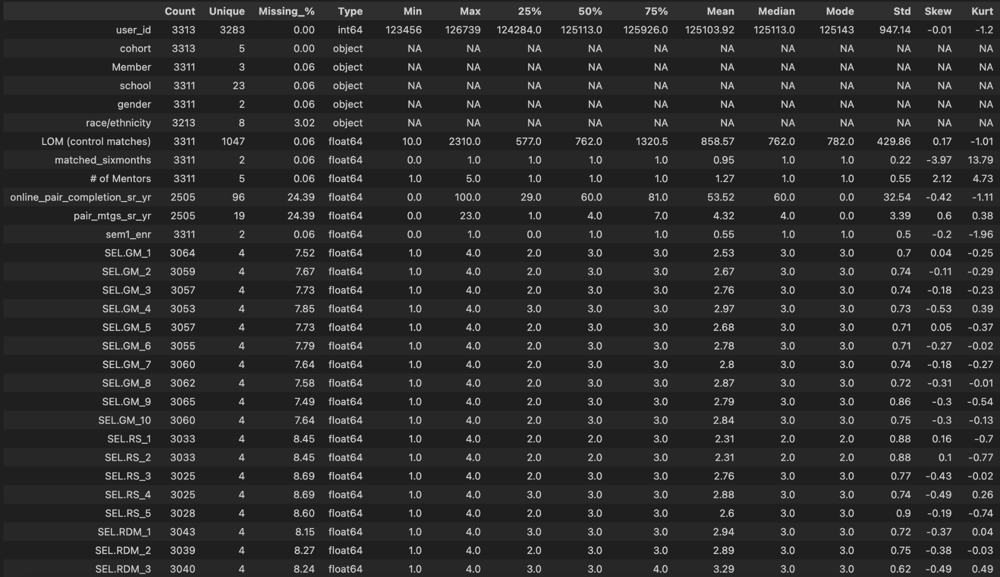 Count Unique Missing_% Type Min Max 25% 50% 75% Mean Median Mode Std Skew Kurt
user_id 3313 3283 0.00 int64 123456 126739 124284.0 125113.0 125926.0 125103.92 125113.0 125143 947.14 -0.01 -1.2
cohort 3313 5 0.00 object NA NA NA NA NA NA NA NA NA NA NA
Member 3311 3 0.06 object NA NA NA NA NA NA NA NA NA NA NA
school 3311 23 0.06 object NA NA NA NA NA NA NA NA NA NA NA
gender 3311 2 0.06 object NA NA NA NA NA NA NA NA NA NA NA
race/ethnicity 3213 8 3.02 object NA NA NA NA NA NA NA NA NA NA NA
LOM (control matches) 3311 1047 0.06 float64 10.0 2310.0 577.0 762.0 1320.5 858.57 762.0 782.0 429.86 0.17 -1.01
matched_sixmonths 3311 2 0.06 float64 0.0 1.0 1.0 1.0 1.0 0.95 1.0 1.0 0.22 -3.97 13.79
# of Mentors 3311 5 0.06 float64 1.0 5.0 1.0 1.0 1.0 1.27 1.0 1.0 0.55 2.12 4.73
online_pair_completion_sr_yr 2505 96 24.39 float64 0.0 100.0 29.0 60.0 81.0 53.52 60.0 0.0 32.54 -0.42 -1.11
pair_mtgs_sr_yr 2505 19 24.39 float64 0.0 23.0 1.0 4.0 7.0 4.32 4.0 0.0 3.39 0.6 0.38
sem1_enr 3311 2 0.06 float64 0.0 1.0 0.0 1.0 1.0 0.55 1.0 1.0 0.5 -0.2 -1.96
SEL.GM_1 3064 4 7.52 float64 1.0 4.0 2.0 3.0 3.0 2.53 3.0 3.0 0.7 0.04 -0.25
SEL.GM_2 3059 4 7.67 float64 1.0 4.0 2.0 3.0 3.0 2.67 3.0 3.0 0.74 -0.11 -0.29
SEL.GM_3 3057 4 7.73 float64 1.0 4.0 2.0 3.0 3.0 2.76 3.0 3.0 0.74 -0.18 -0.23
SEL.GM_4 3053 4 7.85 float64 1.0 4.0 3.0 3.0 3.0 2.97 3.0 3.0 0.73 -0.53 0.39
SEL.GM_5 3057 4 7.73 float64 1.0 4.0 2.0 3.0 3.0 2.68 3.0 3.0 0.71 0.05 -0.37
SEL.GM_6 3055 4 7.79 float64 1.0 4.0 2.0 3.0 3.0 2.78 3.0 3.0 0.71 -0.27 -0.02
SEL.GM_7 3060 4 7.64 float64 1.0 4.0 2.0 3.0 3.0 2.8 3.0 3.0 0.74 -0.18 -0.27
SEL.GM_8 3062 4 7.58 float64 1.0 4.0 2.0 3.0 3.0 2.87 3.0 3.0 0.72 -0.31 -0.01
SEL.GM_9 3065 4 7.49 float64 1.0 4.0 2.0 3.0 3.0 2.79 3.0 3.0 0.86 -0.3 -0.54
SEL.GM_10 3060 4 7.64 float64 1.0 4.0 2.0 3.0 3.0 2.84 3.0 3.0 0.75 -0.3 -0.13
SEL.RS_1 3033 4 8.45 float64 1.0 4.0 2.0 2.0 3.0 2.31 2.0 2.0 0.88 0.16 -0.7
SEL.RS_2 3033 4 8.45 float64 1.0 4.0 2.0 2.0 3.0 2.31 2.0 2.0 0.88 0.1 -0.77
SEL.RS_3 3025 4 8.69 float64 1.0 4.0 2.0 3.0 3.0 2.76 3.0 3.0 0.77 -0.43 -0.02
SEL.RS_4 3025 4 8.69 float64 1.0 4.0 3.0 3.0 3.0 2.88 3.0 3.0 0.74 -0.49 0.26
SEL.RS_5 3028 4 8.60 float64 1.0 4.0 2.0 3.0 3.0 2.6 3.0 3.0 0.9 -0.19 -0.74
SEL.RDM_1 3043 4 8.15 float64 1.0 4.0 3.0 3.0 3.0 2.94 3.0 3.0 0.72 -0.37 0.04
SEL.RDM_2 3039 4 8.27 float64 1.0 4.0 2.0 3.0 3.0 2.89 3.0 3.0 0.75 -0.38 -0.03
SEL.RDM_3 3040 4 8.24 float64 1.0 4.0 3.0 3.0 4.0 3.29 3.0 3.0 0.62 -0.49 0.49